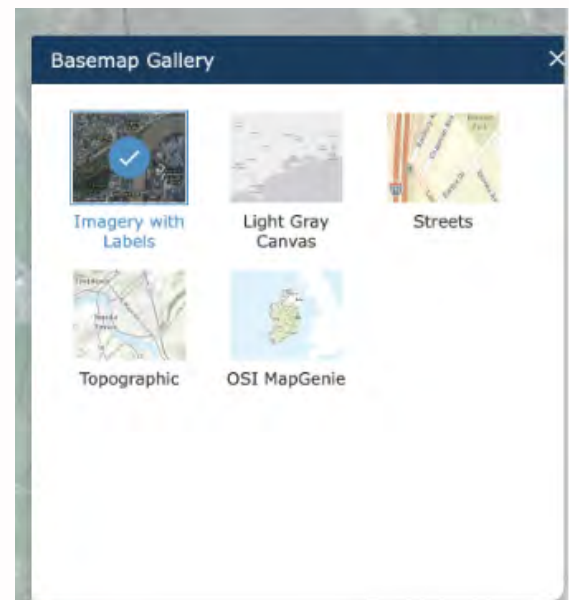 Basemap Gallery
Imagery with
Labels
Light Gray
Canvas
Streets
Topographic
OSI MapGenie